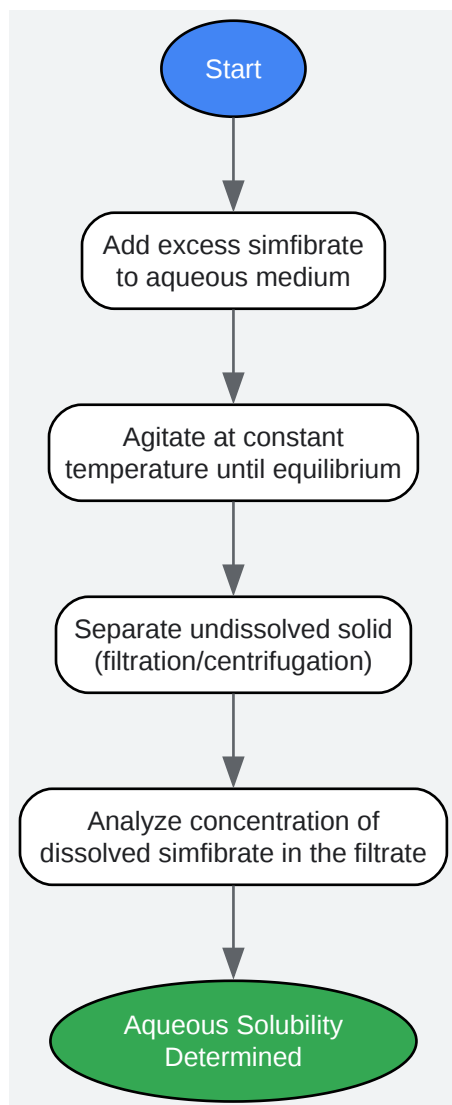 Start
Add excess simfibrate
to aqueous medium
Agitate at constant
temperature until equilibrium
Separate undissolved solid
(filtration/centrifugation)
Analyze concentration of
dissolved simfibrate in the filtrate
Aqueous Solubility
Determined